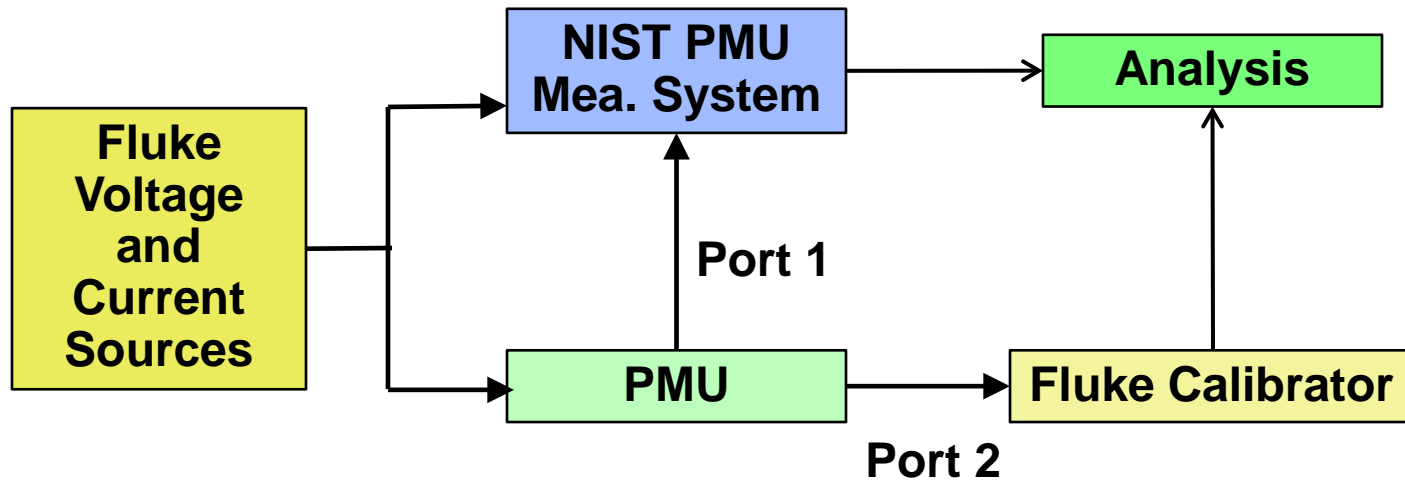 NIST PMU
Mea. System
Analysis
Fluke
Voltage
and
Current
Sources
Port 1
PMU
Fluke Calibrator
Port 2